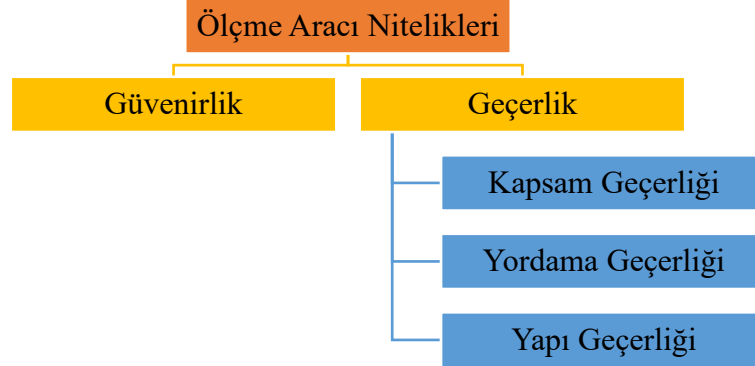 Ölçme Aracı Nitelikleri
Güvenirlik
Geçerlik
Kapsam Geçerliği
Yordama Geçerliği
Yapı Geçerliği